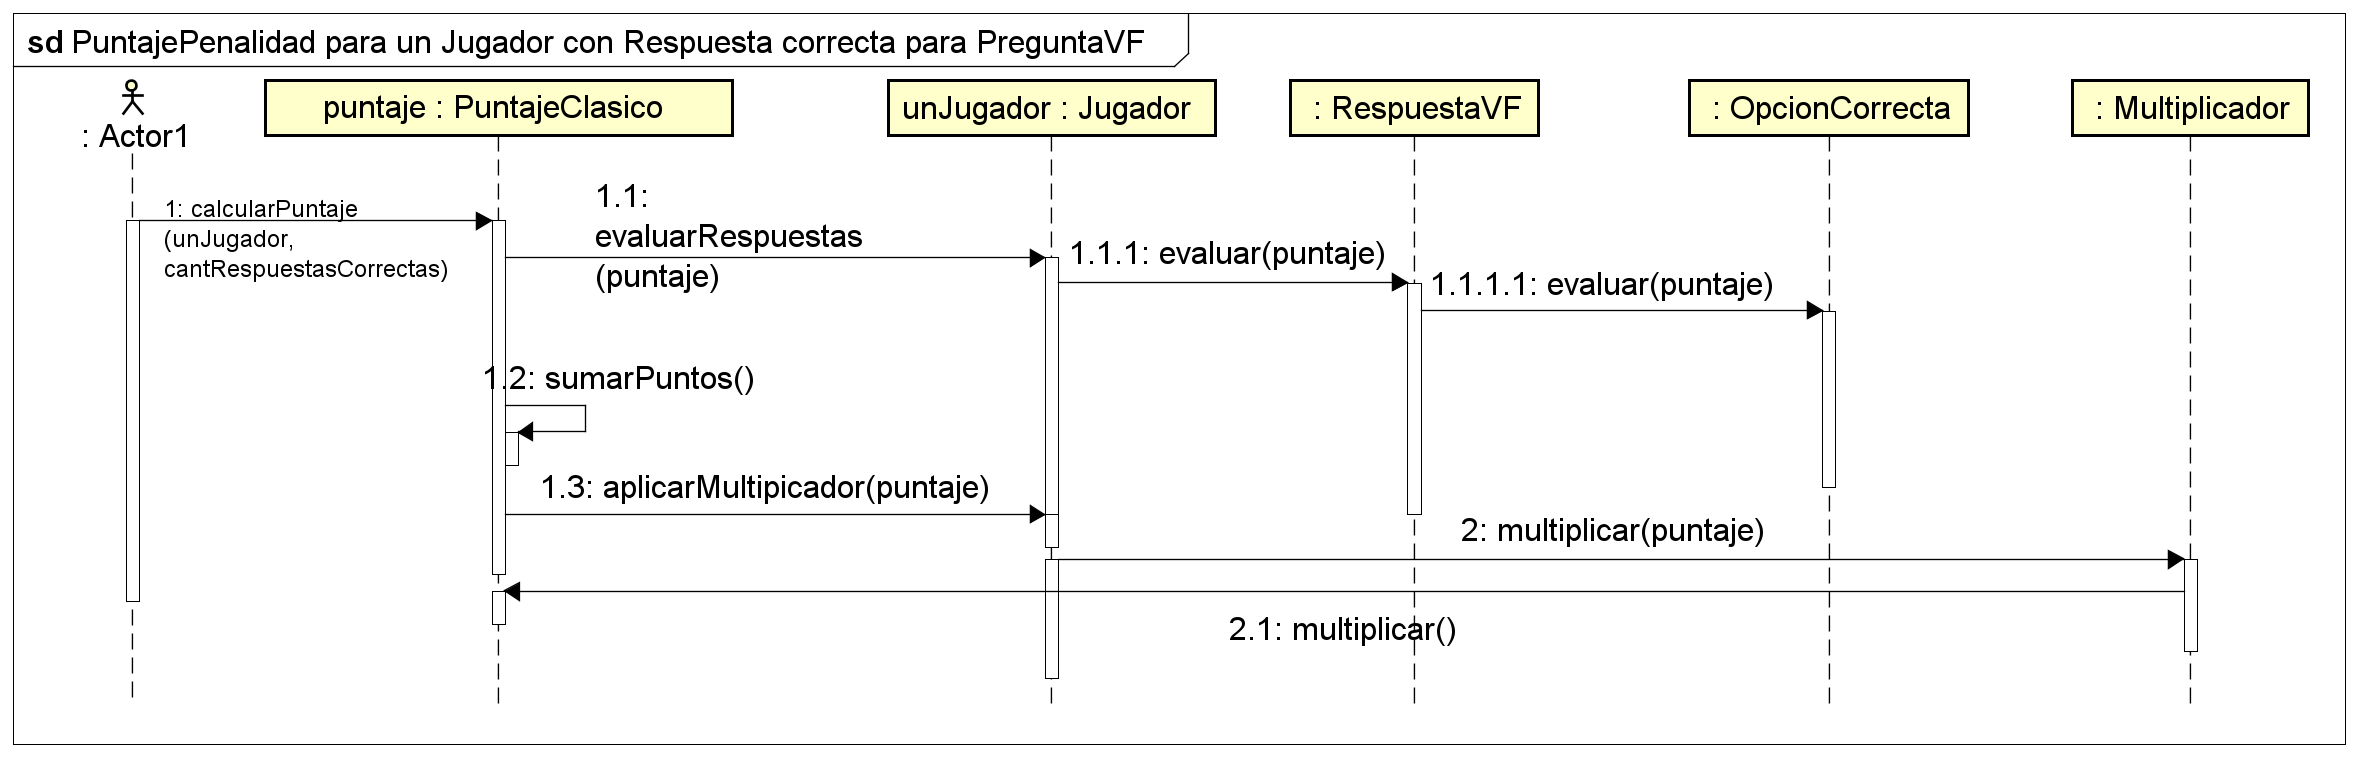 sd PuntajePenalidad para un Jugador con Respuesta correcta para PreguntaVF
: Actor1
puntaje : PuntajeClasico
unJugador : Jugador
: RespuestaVF
: OpcionCorrecta
: Multiplicador
1: calcularPuntaje
(unJugador,
cantRespuestasCorrectas)
1.1:
evaluarRespuestas
(puntaje)
1.1.1: evaluar(puntaje)
1.1.1.1: evaluar(puntaje)
1.2: sumarPuntos()
1.3: aplicarMultipicador(puntaje)
2: multiplicar(puntaje)
2.1: multiplicar()